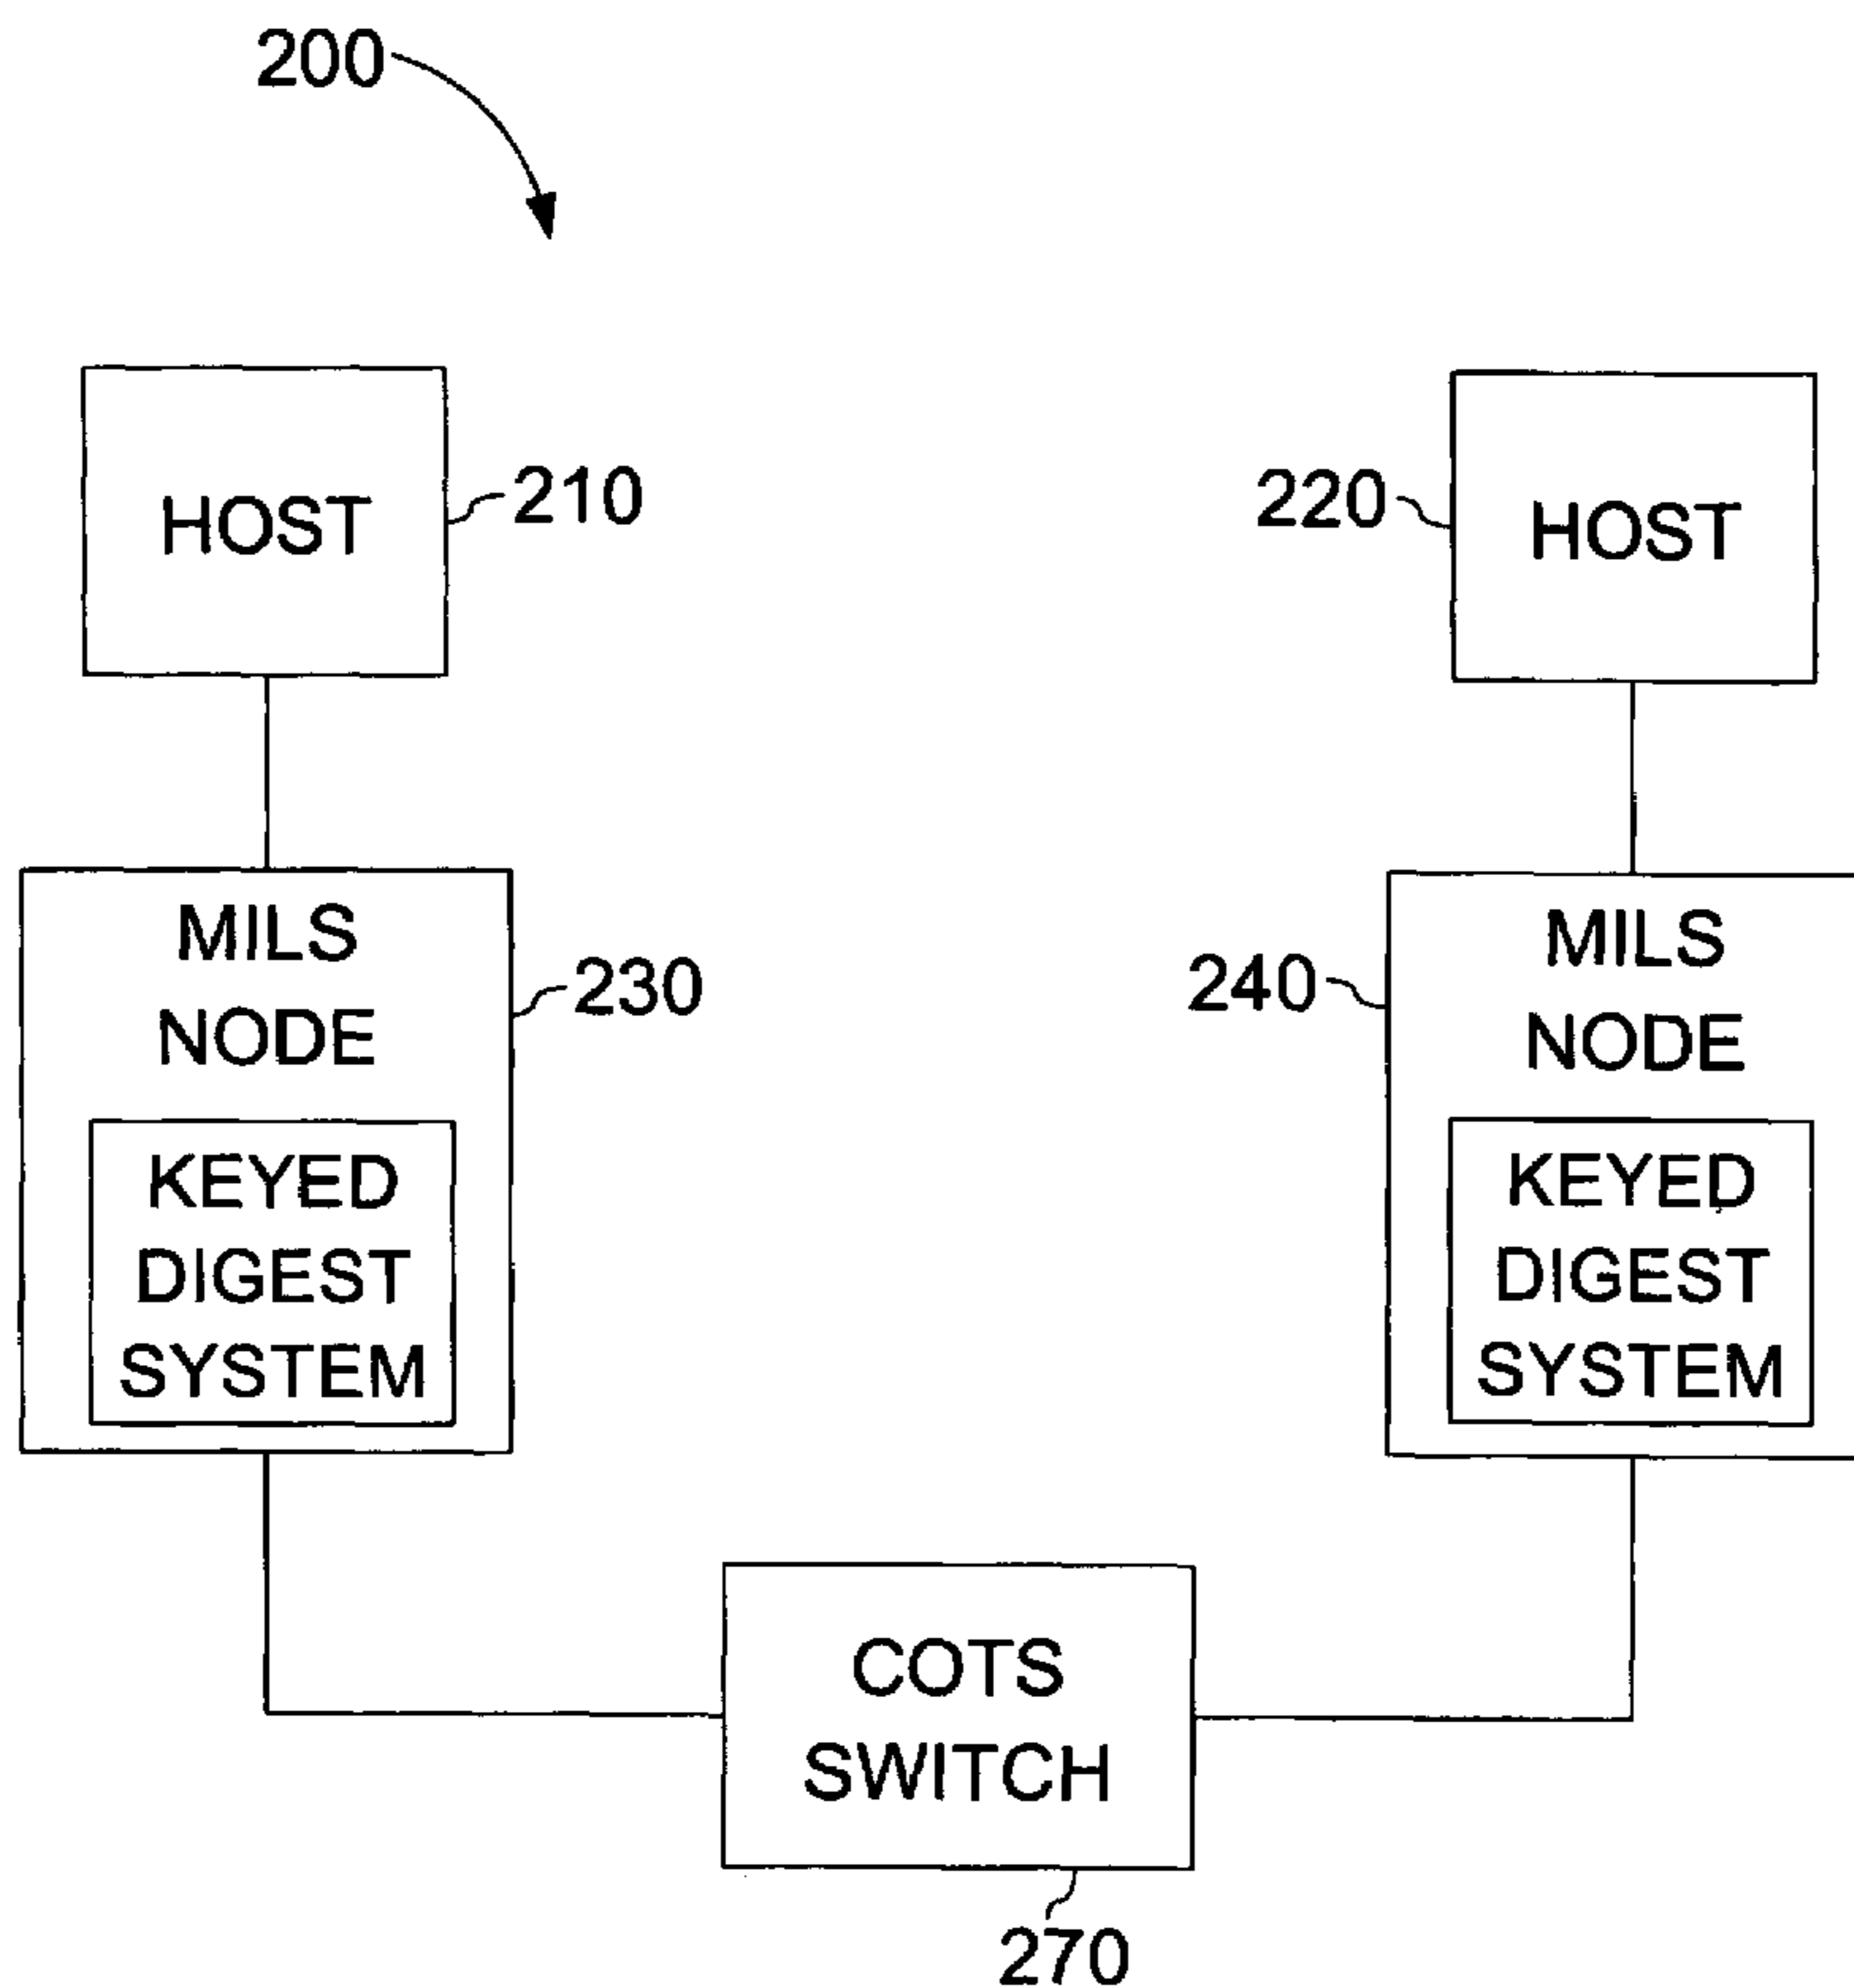 200
HOST
210
220
HOST
MILS
NODE
230
KEYED
DIGEST
SYSTEM
240
MILS
NODE
KEYED
DIGEST
SYSTEM
COTS
SWITCH
270